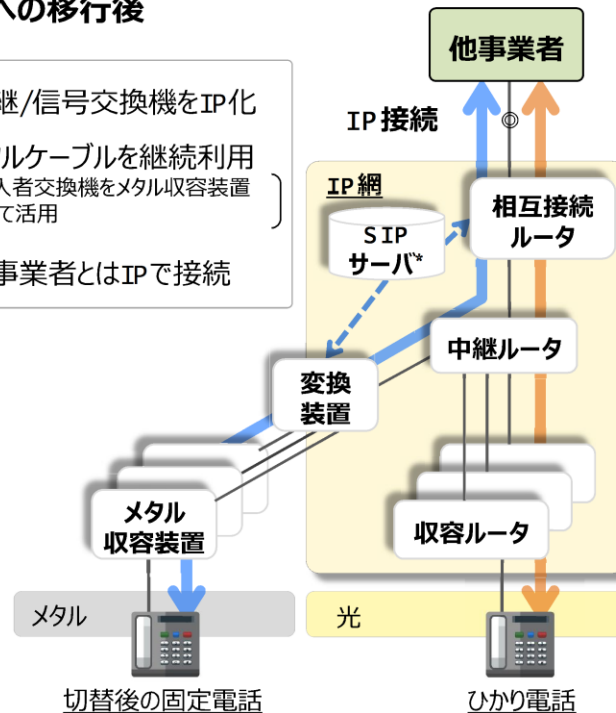 への移行後
他事業者
継/信号交換機をIP化
ルケーブルを継続利用
入者交換機をメタル収容装置
て活用
事業者とはIPで接続
IP接続
◎
IP網
SIP
サーバ*
相互接続
ルータ
中継ルータ
変換
装置
メタル
収容装置
収容ルータ
メタル
光
切替後の固定電話
ひかり電話